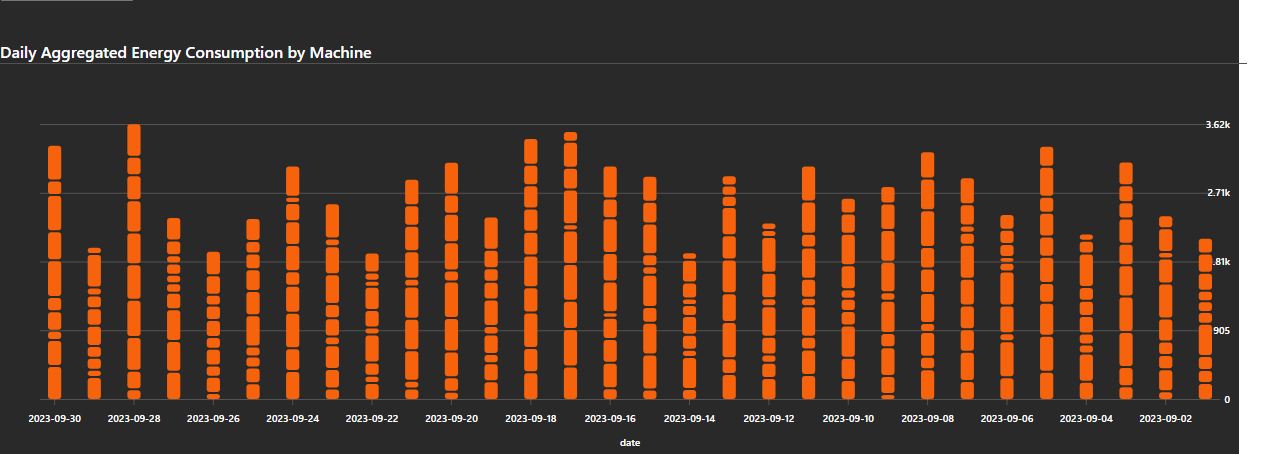 Daily Aggregated Energy Consumption by Machine
3.62k
2.71k
.81k
905
0
2023-09-30 2023-09-28 2023-09-26 2023-09-24 2023-09-22 2023-09-20 2023-09-18 2023-09-16 2023-09-14 2023-09-12 2023-09-10 2023-09-08 2023-09-06 2023-09-04 2023-09-02
date